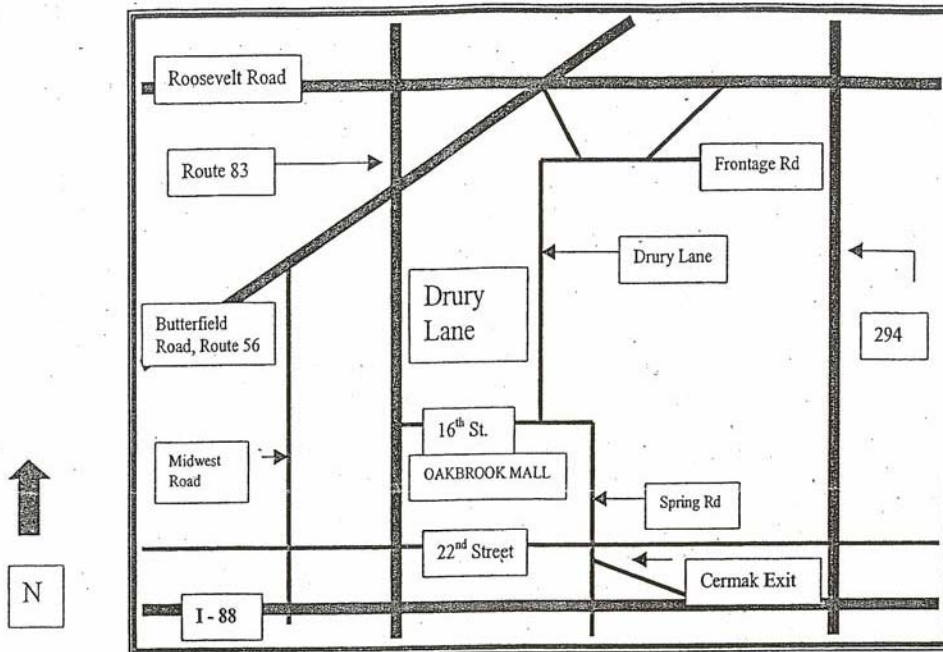 Roosevelt Road
Route 83
Frontage Rd
Drury Lane
Drury
Lane
Butterfield
Road, Route 56
294
16th St.
Midwest
Road
OAKBROOK MALL
Spring Rd
22nd Street
Cermak Exit
N
I - 88